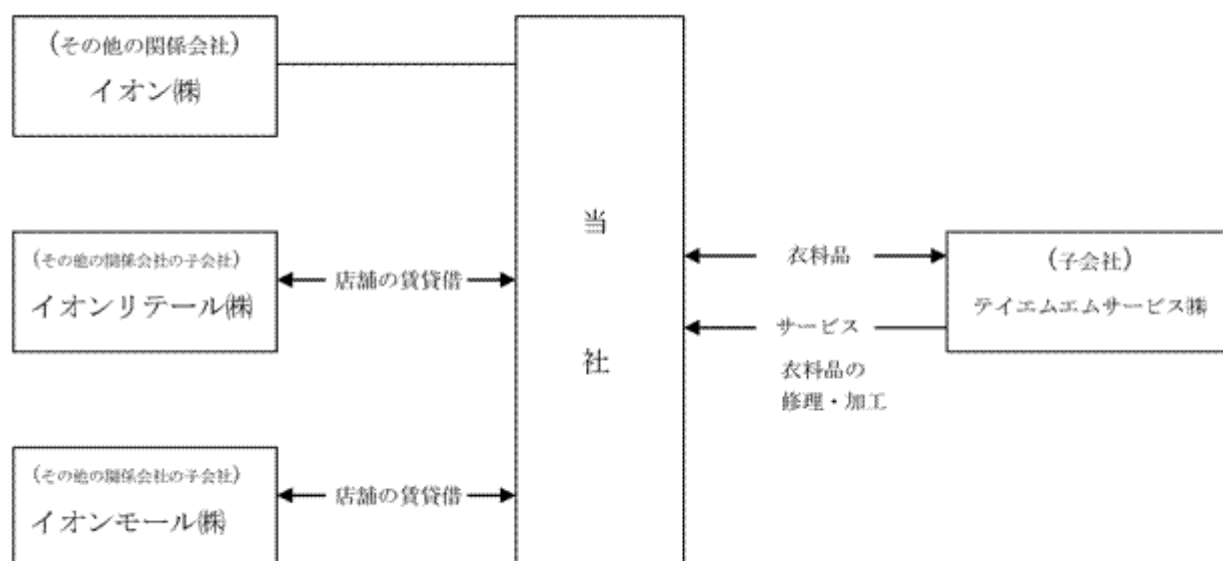 (その他の関係会社)
イオン㈱
(その他の関係会社の子会社)
イオンリテール㈱
店舗の賃貸借
(その他の関係会社の子会社)
イオンモール㈱
店舗の賃貸借
当
社
衣料品
サービス
衣料品の
修理・加工
(子会社)
テイエムエムサービス㈱